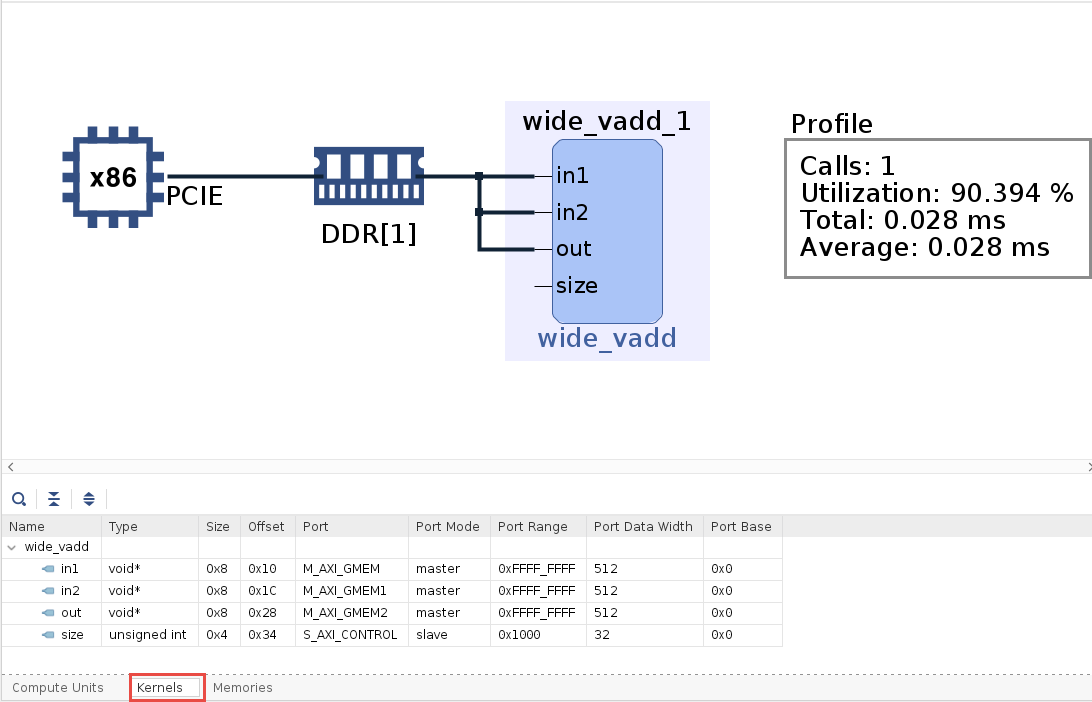 wide_vadd_1
Profile
x86
PCIE
DDR[1]
in1
in2
out
size
wide_vadd
Calls: 1
Utilization: 90.394 %
Total: 0.028 ms
Average: 0.028 ms
Name Type Size Offset Port Port Mode Port Range Port Data Width Port Base
wide_vadd
in1 void* 0x8 0x10 M_AXI_GMEM master 0xFFFF_FFFF 512 0x0
in2 void* 0x8 0x1C M_AXI_GMEM1 master 0xFFFF_FFFF 512 0x0
out void* 0x8 0x28 M_AXI_GMEM2 master 0xFFFF_FFFF 512 0x0
size unsigned int 0x4 0x34 S_AXI_CONTROL slave 0x1000 32 0x0
Compute Units Kernels Memories